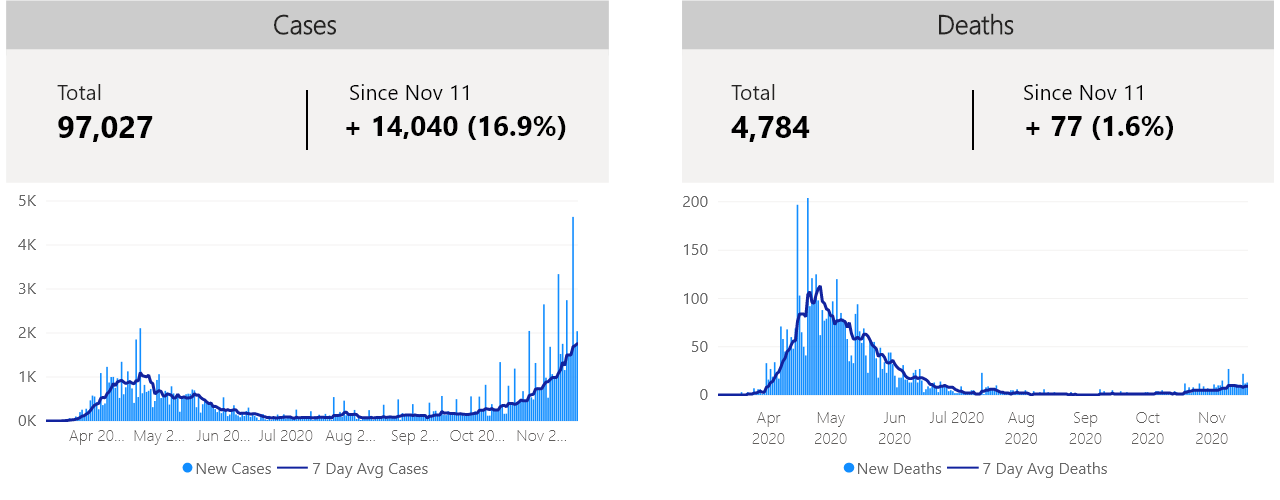 Cases
Total
97,027
Since Nov 11
+ 14,040 (16.9%)
5K
4K
3K
2K
1K
0K
Apr 20... May 2... Jun 20... Jul 2020 Aug 2... Sep 2... Oct 20... Nov 2...
New Cases 7 Day Avg Cases
Deaths
Total
4,784
Since Nov 11
+ 77 (1.6%)
200
150
100
50
0
Apr May Jun Jul 2020 Aug Sep Oct Nov
2020 2020 2020 2020 2020 2020 2020
New Deaths 7 Day Avg Deaths